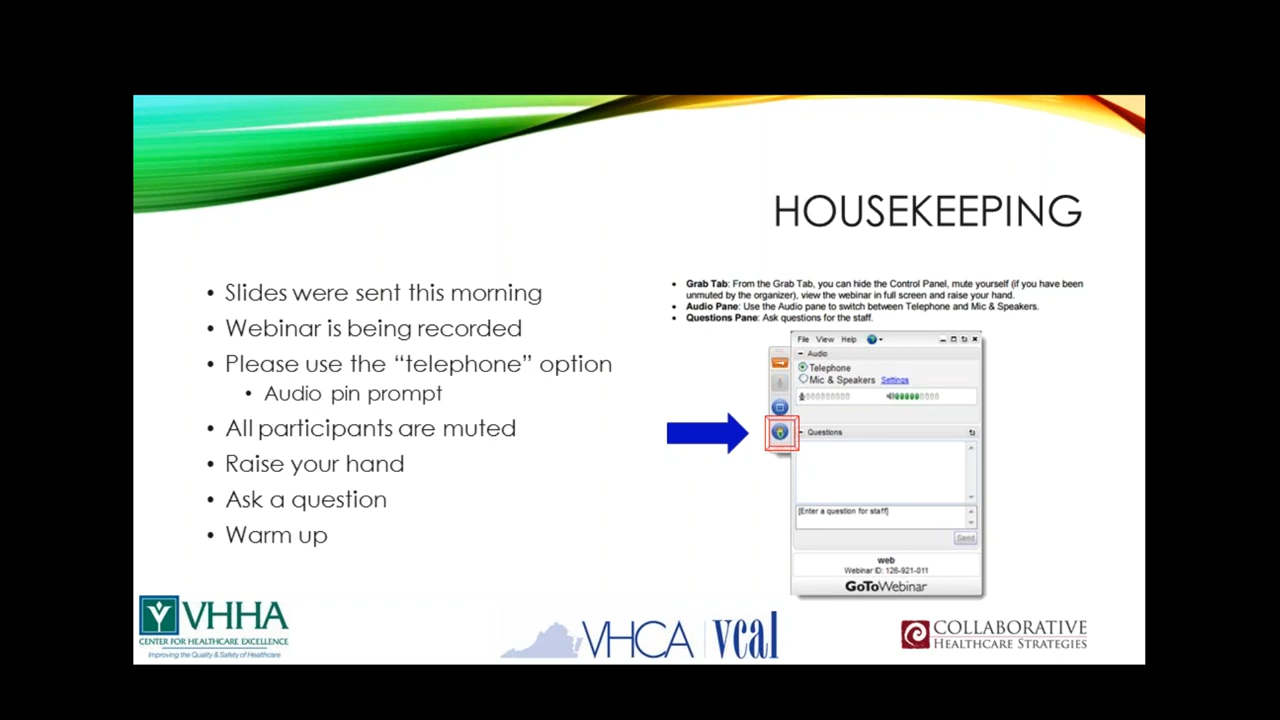 HOUSEKEEPING
• Slides were sent this morning
• Webinar is being recorded
• Please use the “telephone” option
• Audio pin prompt
• All participants are muted
• Raise your hand
• Ask a question
• Warm up
• Grab Tab: From the Grab Tab, you can hide the Control Panel, mute yourself (if you have been
unmuted by the organizer), view the webinar in full screen and raise your hand.
• Audio Pane: Use the Audio pane to switch between Telephone and Mic & Speakers.
• Questions Pane: Ask questions for the staff.
File View Help
Audio
Telephone
Mic & Speakers Settings
Questions
[Enter a question for staff]
Send
web
Webinar ID: 126-921-011
GoToWebinar
VHHA
CENTER FOR HEALTHCARE EXCELLENCE
Improving the Quality & Safety of Healthcare
VHCA | vcal
COLLABORATIVE
HEALTHCARE STRATEGIES